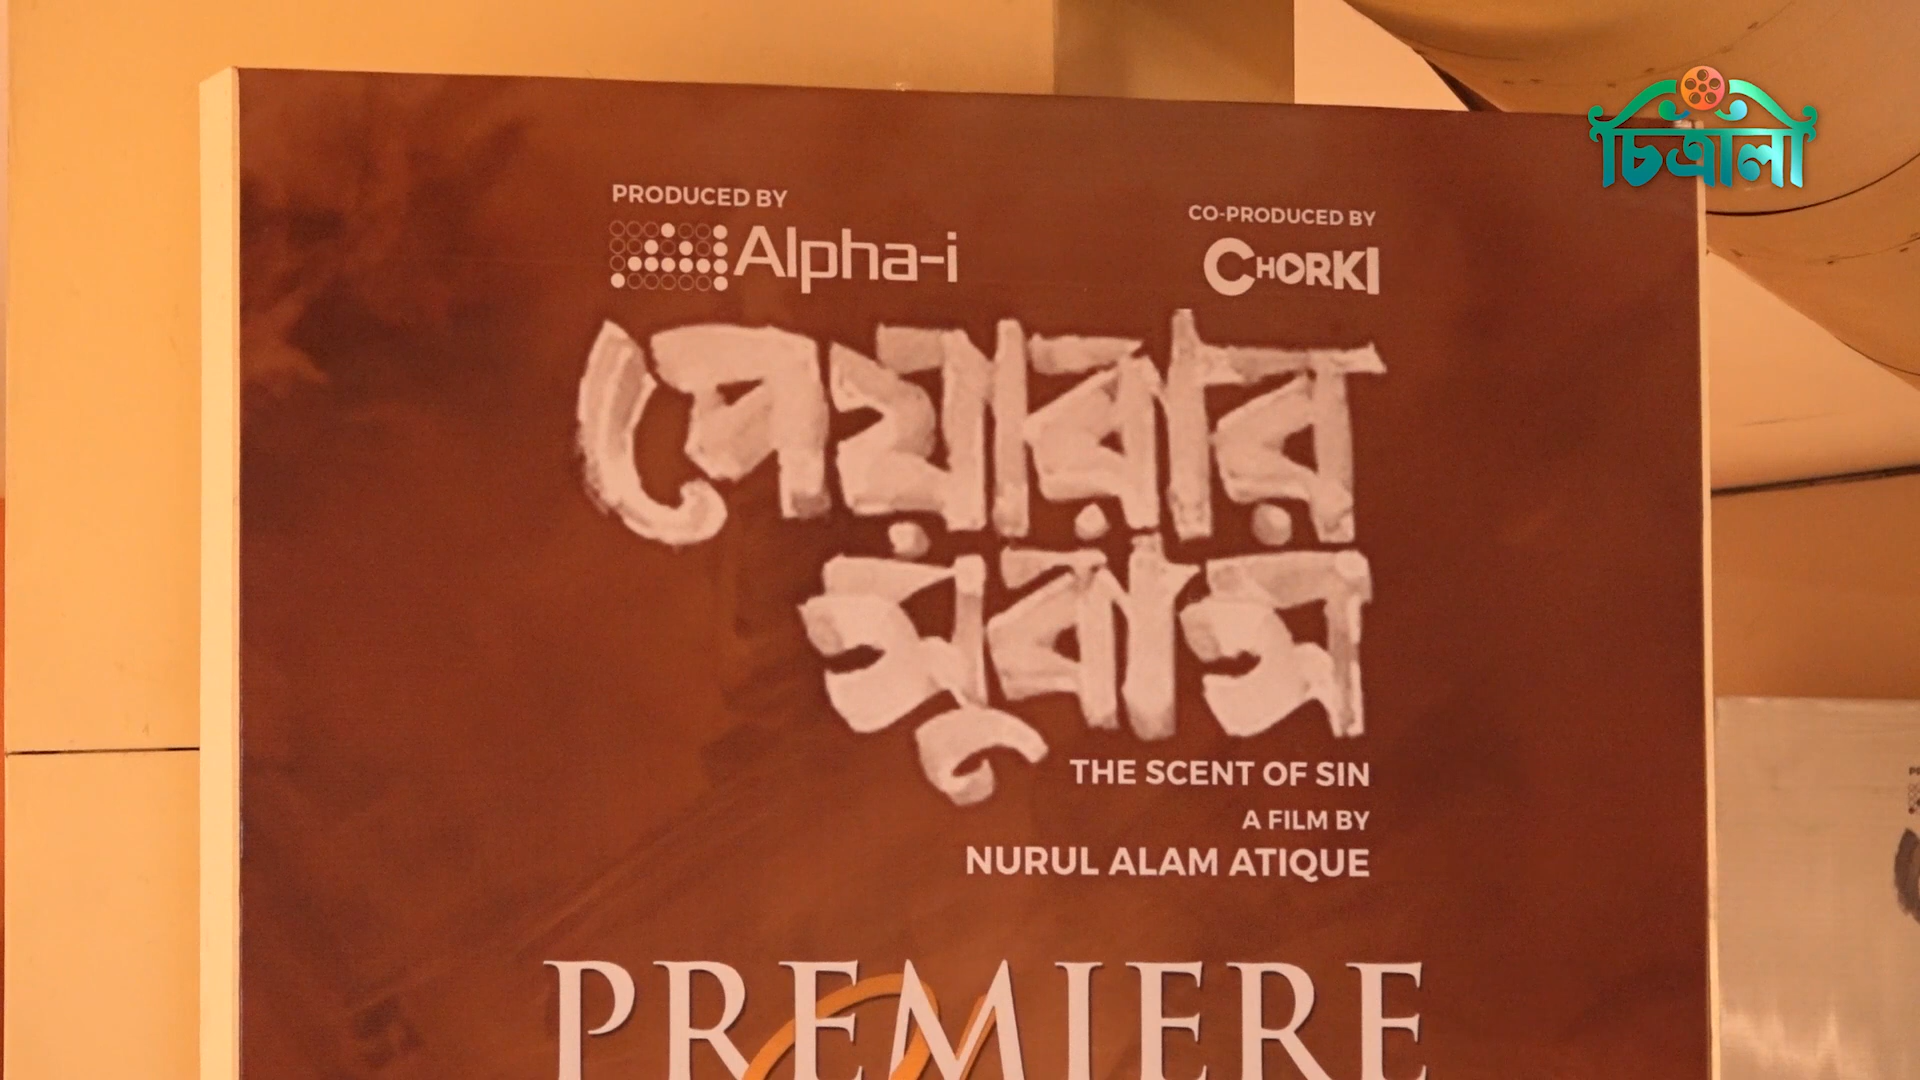 চিত্রালী
PRODUCED BY
Alpha-i
CO-PRODUCED BY
CHORKI
পেয়ারার
সুবাস
THE SCENT OF SIN
A FILM BY
NURUL ALAM ATIQUE
PREMIERE